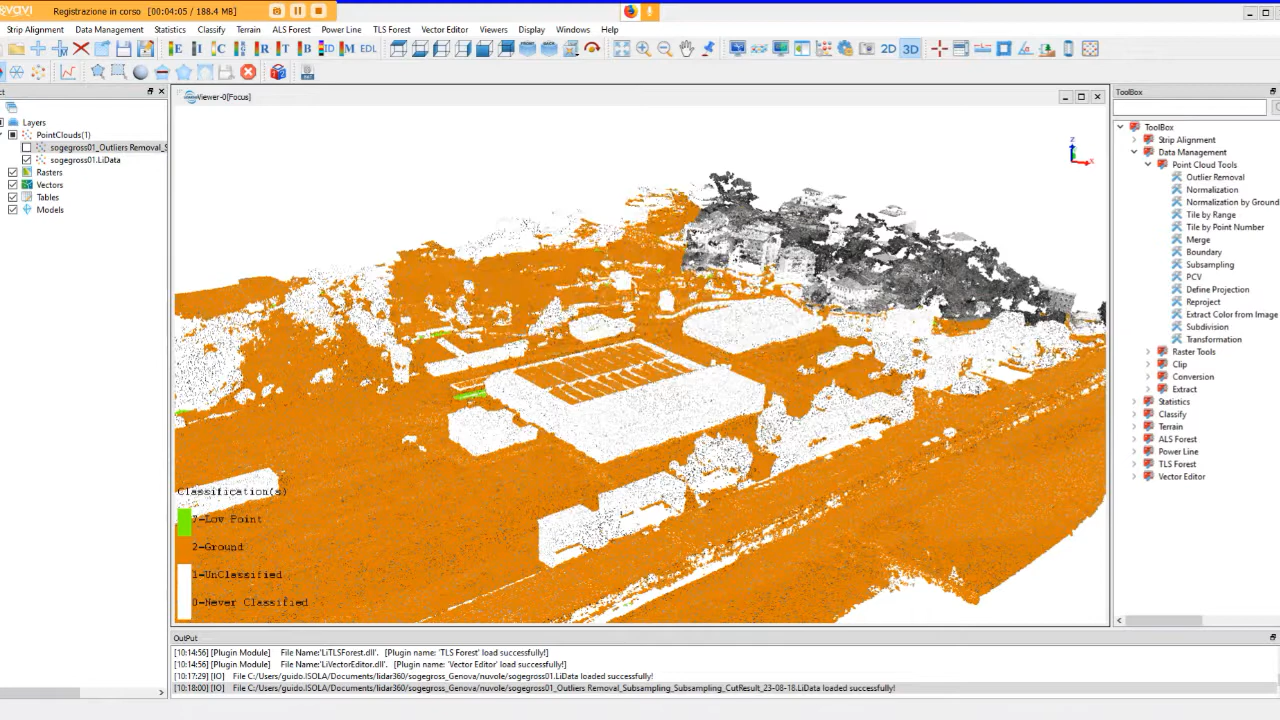 Registrazione in corso [00:04:05 / 188.4 MB]
Strip Alignment Data Management Statistics Classify Terrain ALS Forest Power Line TLS Forest Vector Editor Viewers Display Windows Help
E I C R T B ID M EDL 2D 3D
Viewer-0[Focus]
ToolBox
Layers
PointClouds(1)
sogegross01_Outliers Removal_S
sogegross01.LiData
Rasters
Vectors
Tables
Models
Z
X
Classification(s)
7-Low Point
2-Ground
1-UnClassified
0-Never Classified
ToolBox
Strip Alignment
Data Management
Point Cloud Tools
Outlier Removal
Normalization
Normalization by Ground
Tile by Range
Tile by Point Number
Merge
Boundary
Subsampling
PCV
Define Projection
Reproject
Extract Color from Image
Subdivision
Transformation
Raster Tools
Clip
Conversion
Extract
Statistics
Classify
Terrain
ALS Forest
Power Line
TLS Forest
Vector Editor
OutPut
[10:14:56] [Plugin Module] File Name:'LiTLSForest.dll'. [Plugin name: 'TLS Forest' load successfully!]
[10:14:56] [Plugin Module] File Name:'LiVectorEditor.dll'. [Plugin name: 'Vector Editor' load successfully!]
[10:17:29] [IO] File C:/Users/guido.ISOLA/Documents/lidar360/sogegross_Genova/nuvole/sogegross01.LiData loaded successfully!
[10:18:00] [IO] File C:/Users/guido.ISOLA/Documents/lidar360/sogegross_Genova/nuvole/sogegross01_Outliers Removal_Subsampling_Subsampling_CutResult_23-08-18.LiData loaded successfully!